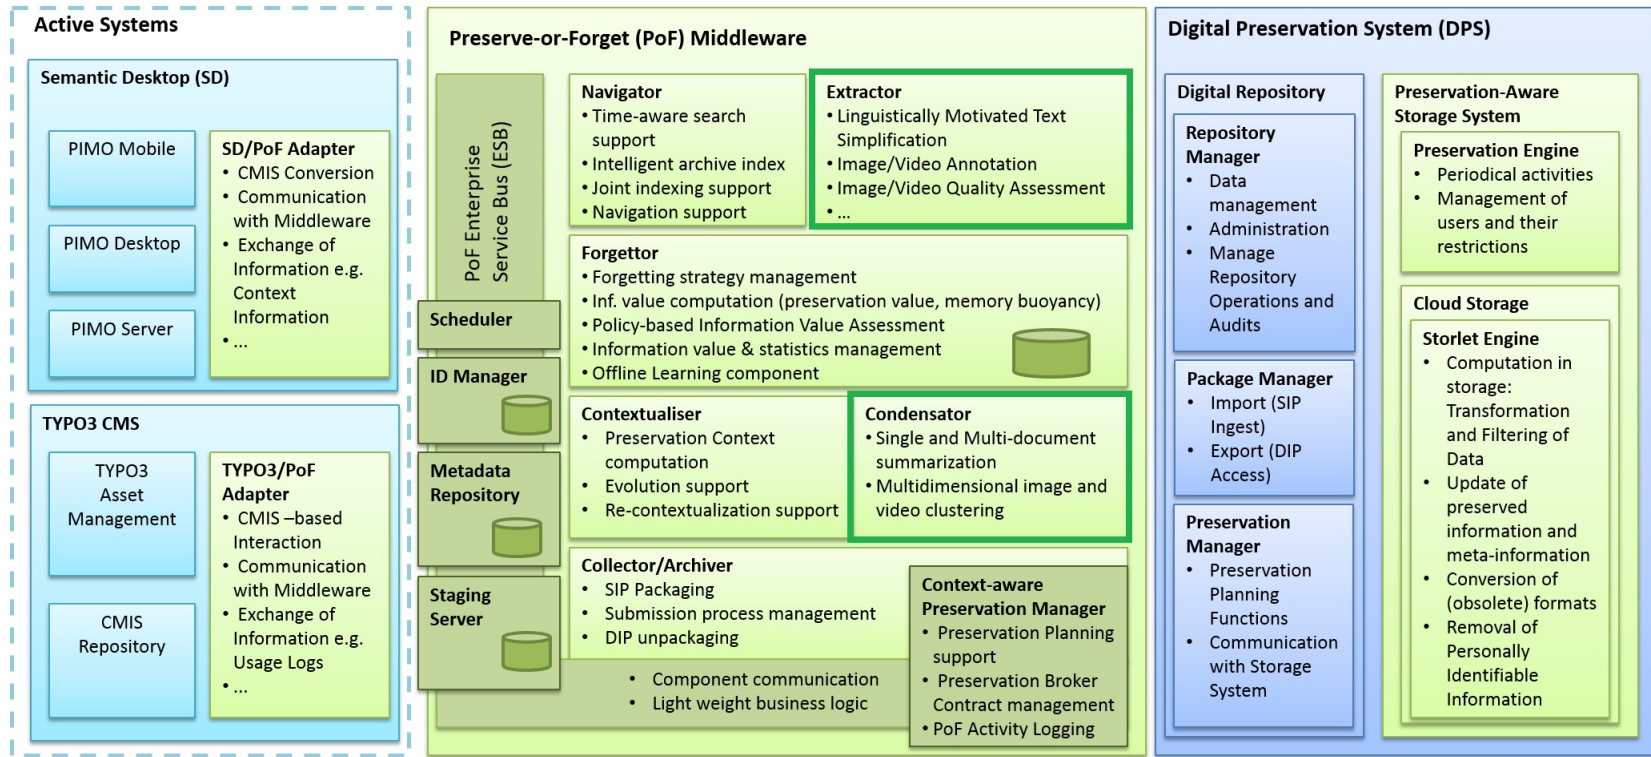 Active Systems
Semantic Desktop (SD)
PIMO Mobile
PIMO Desktop
PIMO Server
SD/PoF Adapter
• CMIS Conversion
• Communication
with Middleware
• Exchange of
Information e.g.
Context
Information
• ...
TYPO3 CMS
TYPO3
Asset
Management
CMIS
Repository
TYPO3/PoF
Adapter
• CMIS –based
Interaction
• Communication
with Middleware
• Exchange of
Information e.g.
Usage Logs
• ...
Preserve-or-Forget (PoF) Middleware
PoF Enterprise
Service Bus (ESB)
Scheduler
ID Manager
Metadata
Repository
Staging
Server
Navigator
• Time-aware search
support
• Intelligent archive index
• Joint indexing support
• Navigation support
Extractor
• Linguistically Motivated Text
Simplification
• Image/Video Annotation
• Image/Video Quality Assessment
• ...
Forgettor
• Forgetting strategy management
• Inf. value computation (preservation value, memory buoyancy)
• Policy-based Information Value Assessment
• Information value & statistics management
• Offline Learning component
Contextualiser
• Preservation Context
computation
• Evolution support
• Re-contextualization support
Condensator
• Single and Multi-document
summarization
• Multidimensional image and
video clustering
Collector/Archiver
• SIP Packaging
• Submission process management
• DIP unpackaging
• Component communication
• Light weight business logic
Context-aware
Preservation Manager
• Preservation Planning
support
• Preservation Broker
Contract management
• PoF Activity Logging
Digital Preservation System (DPS)
Digital Repository
Repository
Manager
• Data
management
• Administration
• Manage
Repository
Operations and
Audits
Package Manager
• Import (SIP
Ingest)
• Export (DIP
Access)
Preservation
Manager
• Preservation
Planning
Functions
• Communication
with Storage
System
Preservation-Aware
Storage System
Preservation Engine
• Periodical activities
• Management of
users and their
restrictions
Cloud Storage
Storlet Engine
• Computation in
storage:
Transformation
and Filtering of
Data
• Update of
preserved
information and
meta-information
• Conversion of
(obsolete) formats
• Removal of
Personally
Identifiable
Information